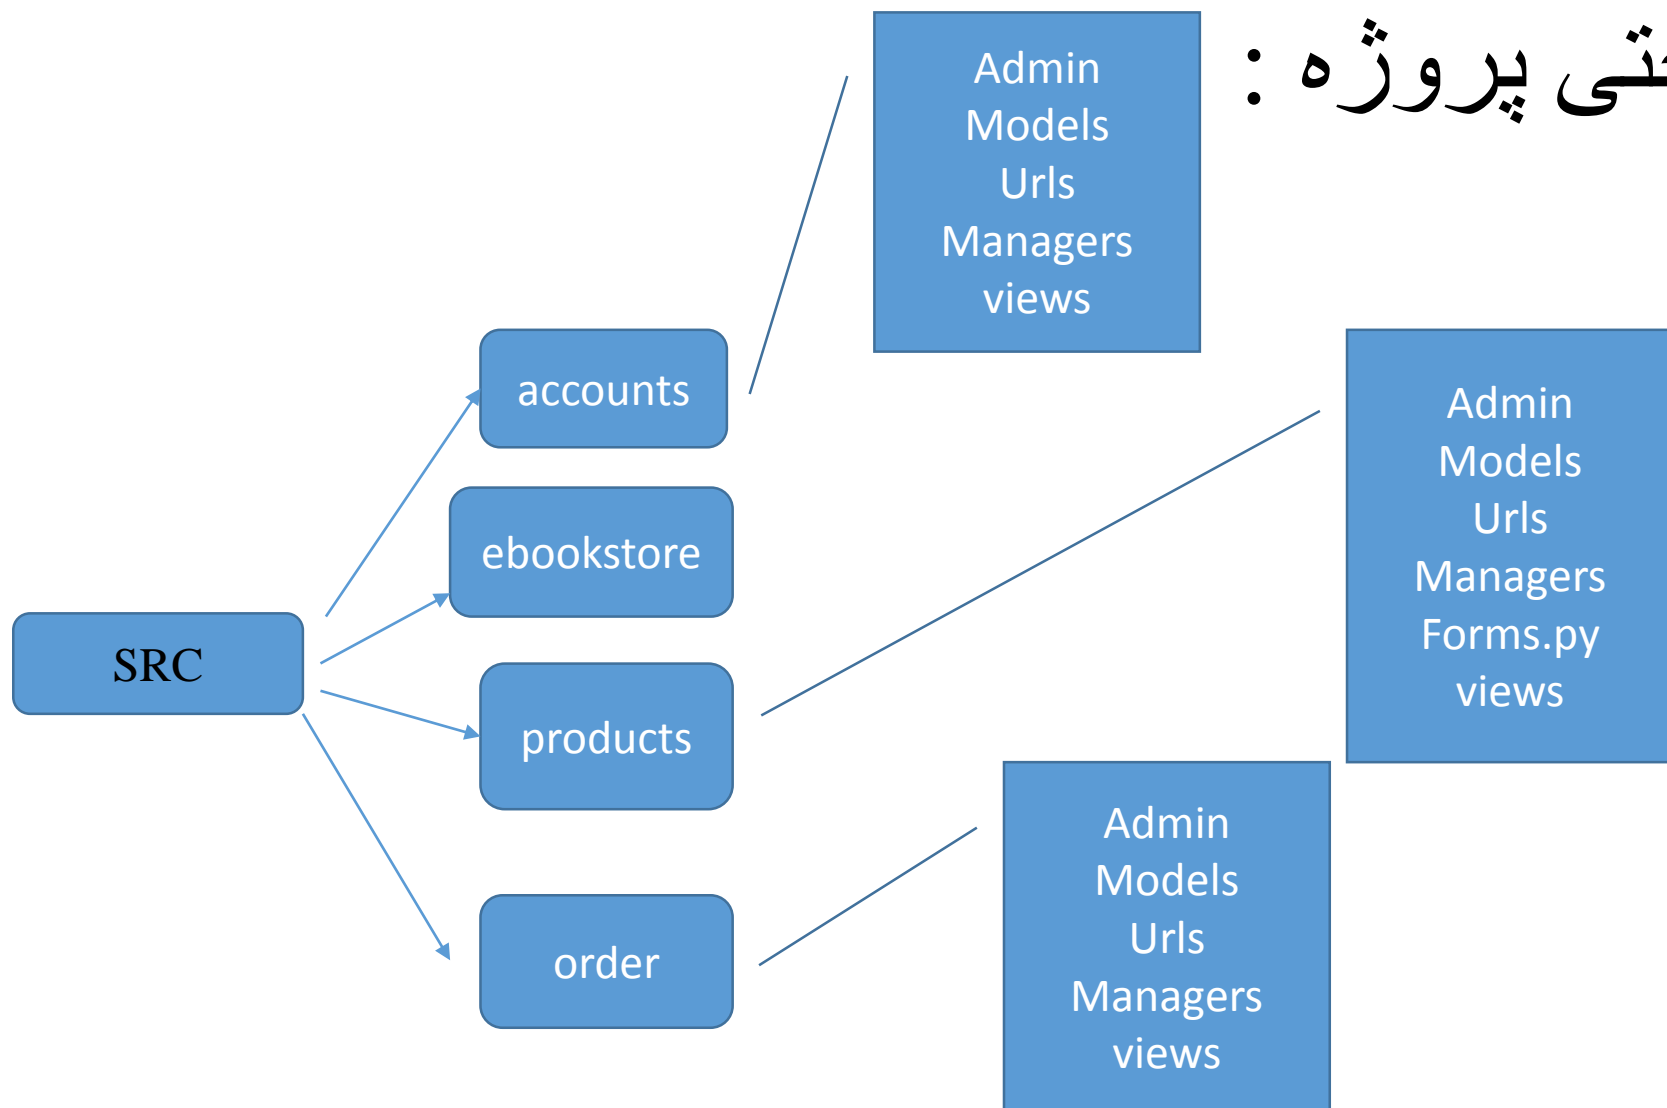 پروژه :
Admin
Models
Urls
Managers
views
accounts
Admin
Models
Urls
Managers
Forms.py
views
ebookstore
SRC
products
Admin
Models
Urls
Managers
views
order